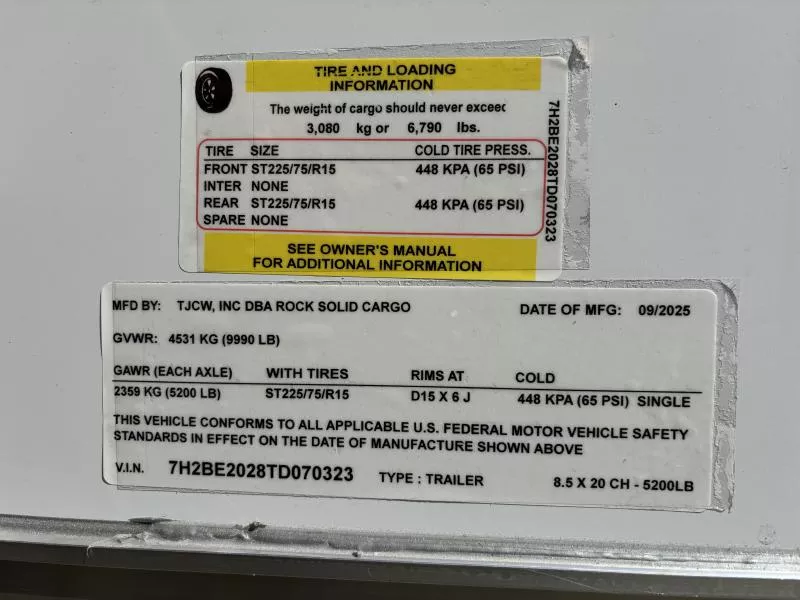 TIRE AND LOADING
INFORMATION
The weight of cargo should never exceed
3,080 kg or 6,790 lbs.
TIRE SIZE COLD TIRE PRESS.
FRONT ST225/75/R15 448 KPA (65 PSI)
INTER NONE
REAR ST225/75/R15 448 KPA (65 PSI)
SPARE NONE
SEE OWNER'S MANUAL
FOR ADDITIONAL INFORMATION
7H2BE2028TD070323
MFD BY: TJCW, INC DBA ROCK SOLID CARGO DATE OF MFG: 09/2025
GVWR: 4531 KG (9990 LB)
GAWR (EACH AXLE) WITH TIRES RIMS AT COLD
2359 KG (5200 LB) ST225/75/R15 D15 X 6 J 448 KPA (65 PSI) SINGLE
THIS VEHICLE CONFORMS TO ALL APPLICABLE U.S. FEDERAL MOTOR VEHICLE SAFETY
STANDARDS IN EFFECT ON THE DATE OF MANUFACTURE SHOWN ABOVE
V.I.N. 7H2BE2028TD070323 TYPE : TRAILER 8.5 X 20 CH - 5200LB